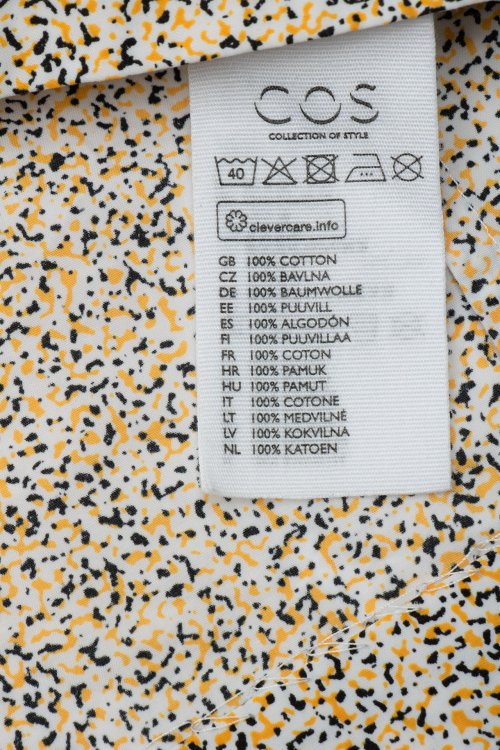 COS
COLLECTION OF STYLE
40
clevercare.info
GB 100% COTTON
CZ 100% BAVLNA
DE 100% BAUMWOLLE
EE 100% PUUVILL
ES 100% ALGODÓN
FI 100% PUUVILLAA
FR 100% COTON
HR 100% PAMUK
HU 100% PAMUT
IT 100% COTONE
LT 100% MEDVILNĖ
LV 100% KOKVILNA
NL 100% KATOEN